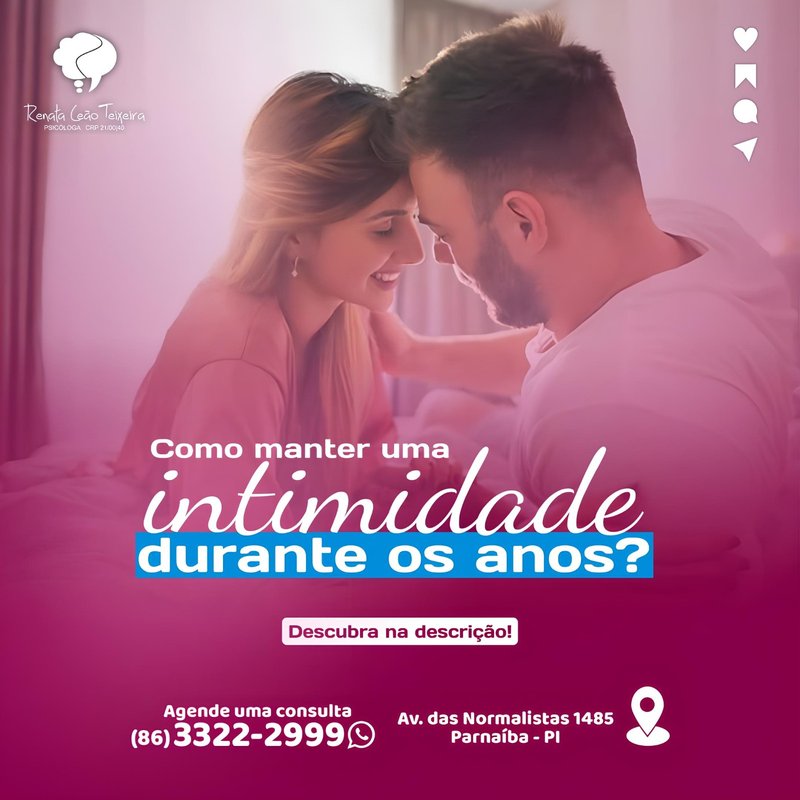 Renata Leão Teixeira
PSICÓLOGA CRP 21/00140
Como manter uma
intimidade
durante os anos?
Descubra na descrição!
Agende uma consulta
(86) 3322-2999
Av. das Normalistas 1485
Parnaíba - PI